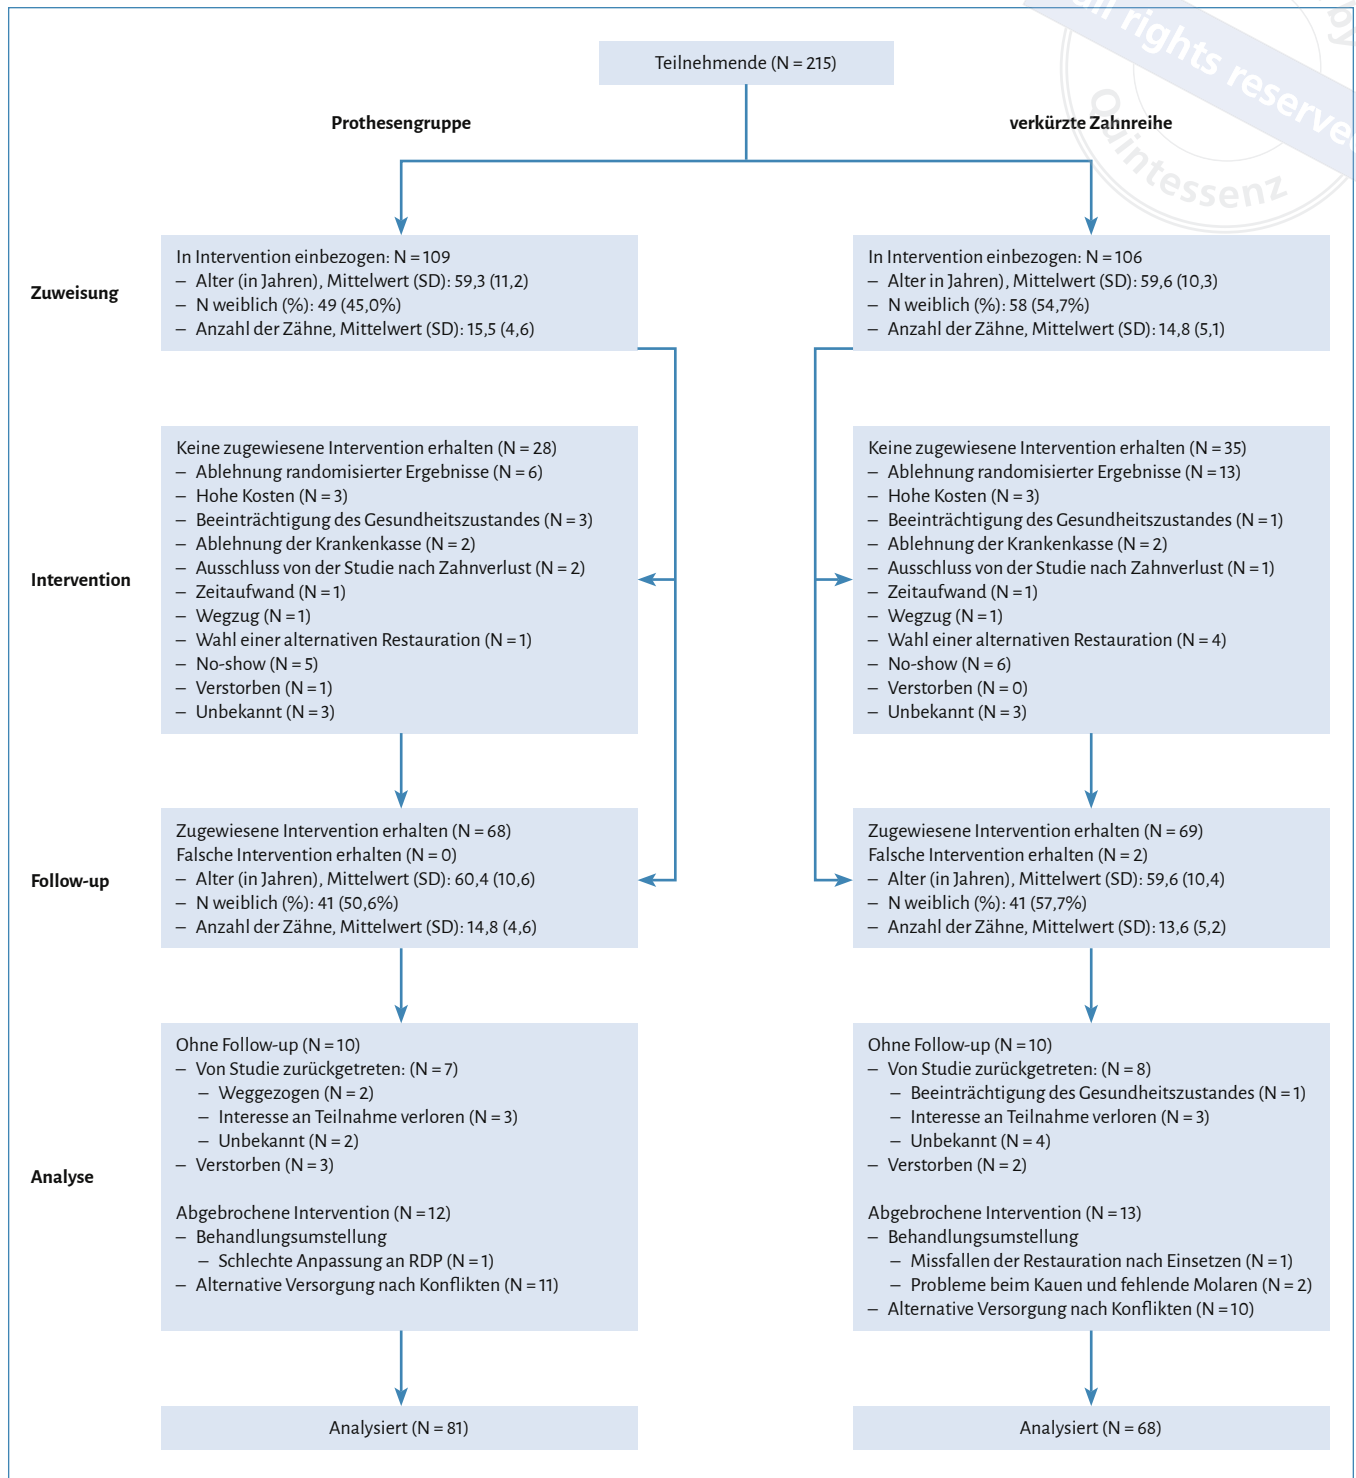 Teilnehmende (N = 215)
Prothesengruppe
verkürzte Zahnreihe
all rights reserved
by
Quintessenz
Zuweisung
In Intervention einbezogen: N = 109
– Alter (in Jahren), Mittelwert (SD): 59,3 (11,2)
– N weiblich (%): 49 (45,0%)
– Anzahl der Zähne, Mittelwert (SD): 15,5 (4,6)
In Intervention einbezogen: N = 106
– Alter in Jahren), Mittelwert (SD): 59,6 (10,3)
– N weiblich (%): 58 (54,7%)
– Anzahl der Zähne, Mittelwert (SD): 14,8 (5,1)
Intervention
Keine zugewiesene Intervention erhalten (N = 28)
– Ablehnung randomisierter Ergebnisse (N = 6)
– Hohe Kosten (N = 3)
– Beeinträchtigung des Gesundheitszustandes (N = 3)
– Ablehnung der Krankenkasse (N = 2)
– Ausschluss von der Studie nach Zahnverlust (N = 2)
– Zeitaufwand (N = 1)
– Wegzug (N = 1)
– Wahl einer alternativen Restauration (N = 1)
– No-show (N = 5)
– Verstorben (N = 1)
– Unbekannt (N = 3)
Keine zugewiesene Intervention erhalten (N = 35)
– Ablehnung randomisierter Ergebnisse (N = 13)
– Hohe Kosten (N = 3)
– Beeinträchtigung des Gesundheitszustandes (N = 1)
– Ablehnung der Krankenkasse (N = 2)
– Ausschluss von der Studie nach Zahnverlust (N = 1)
– Zeitaufwand (N = 1)
– Wegzug (N = 1)
– Wahl einer alternativen Restauration (N = 4)
– No-show (N = 6)
– Verstorben (N = 0)
– Unbekannt (N = 3)
Follow-up
Zugewiesene Intervention erhalten (N = 68)
Falsche Intervention erhalten (N = 0)
– Alter (in Jahren), Mittelwert (SD): 60,4 (10,6)
– N weiblich (%): 41 (50,6%)
– Anzahl der Zähne, Mittelwert (SD): 14,8 (4,6)
Zugewiesene Intervention erhalten (N = 69)
Falsche Intervention erhalten (N = 2)
– Alter (in Jahren), Mittelwert (SD): 59,6 (10,4)
– N weiblich (%): 41 (57,7%)
– Anzahl der Zähne, Mittelwert (SD): 13,6 (5,2)
Analyse
Ohne Follow-up (N = 10)
– Von Studie zurückgetreten: (N = 7)
– Weggezogen (N = 2)
– Interesse an Teilnahme verloren (N = 3)
– Unbekannt (N = 2)
– Verstorben (N = 3)
Abgebrochene Intervention (N = 12)
– Behandlungsumstellung
– Schlechte Anpassung an RDP (N = 1)
– Alternative Versorgung nach Konflikten (N = 11)
Ohne Follow-up (N = 10)
– Von Studie zurückgetreten: (N = 8)
– Beeinträchtigung des Gesundheitszustandes (N = 1)
– Interesse an Teilnahme verloren (N = 3)
– Unbekannt (N = 4)
– Verstorben (N = 2)
Abgebrochene Intervention (N = 13)
– Behandlungsumstellung
– Missfallen der Restauration nach Einsetzen (N = 1)
– Probleme beim Kauen und fehlende Molaren (N = 2)
– Alternative Versorgung nach Konflikten (N = 10)
Analysiert (N = 81)
Analysiert (N = 68)